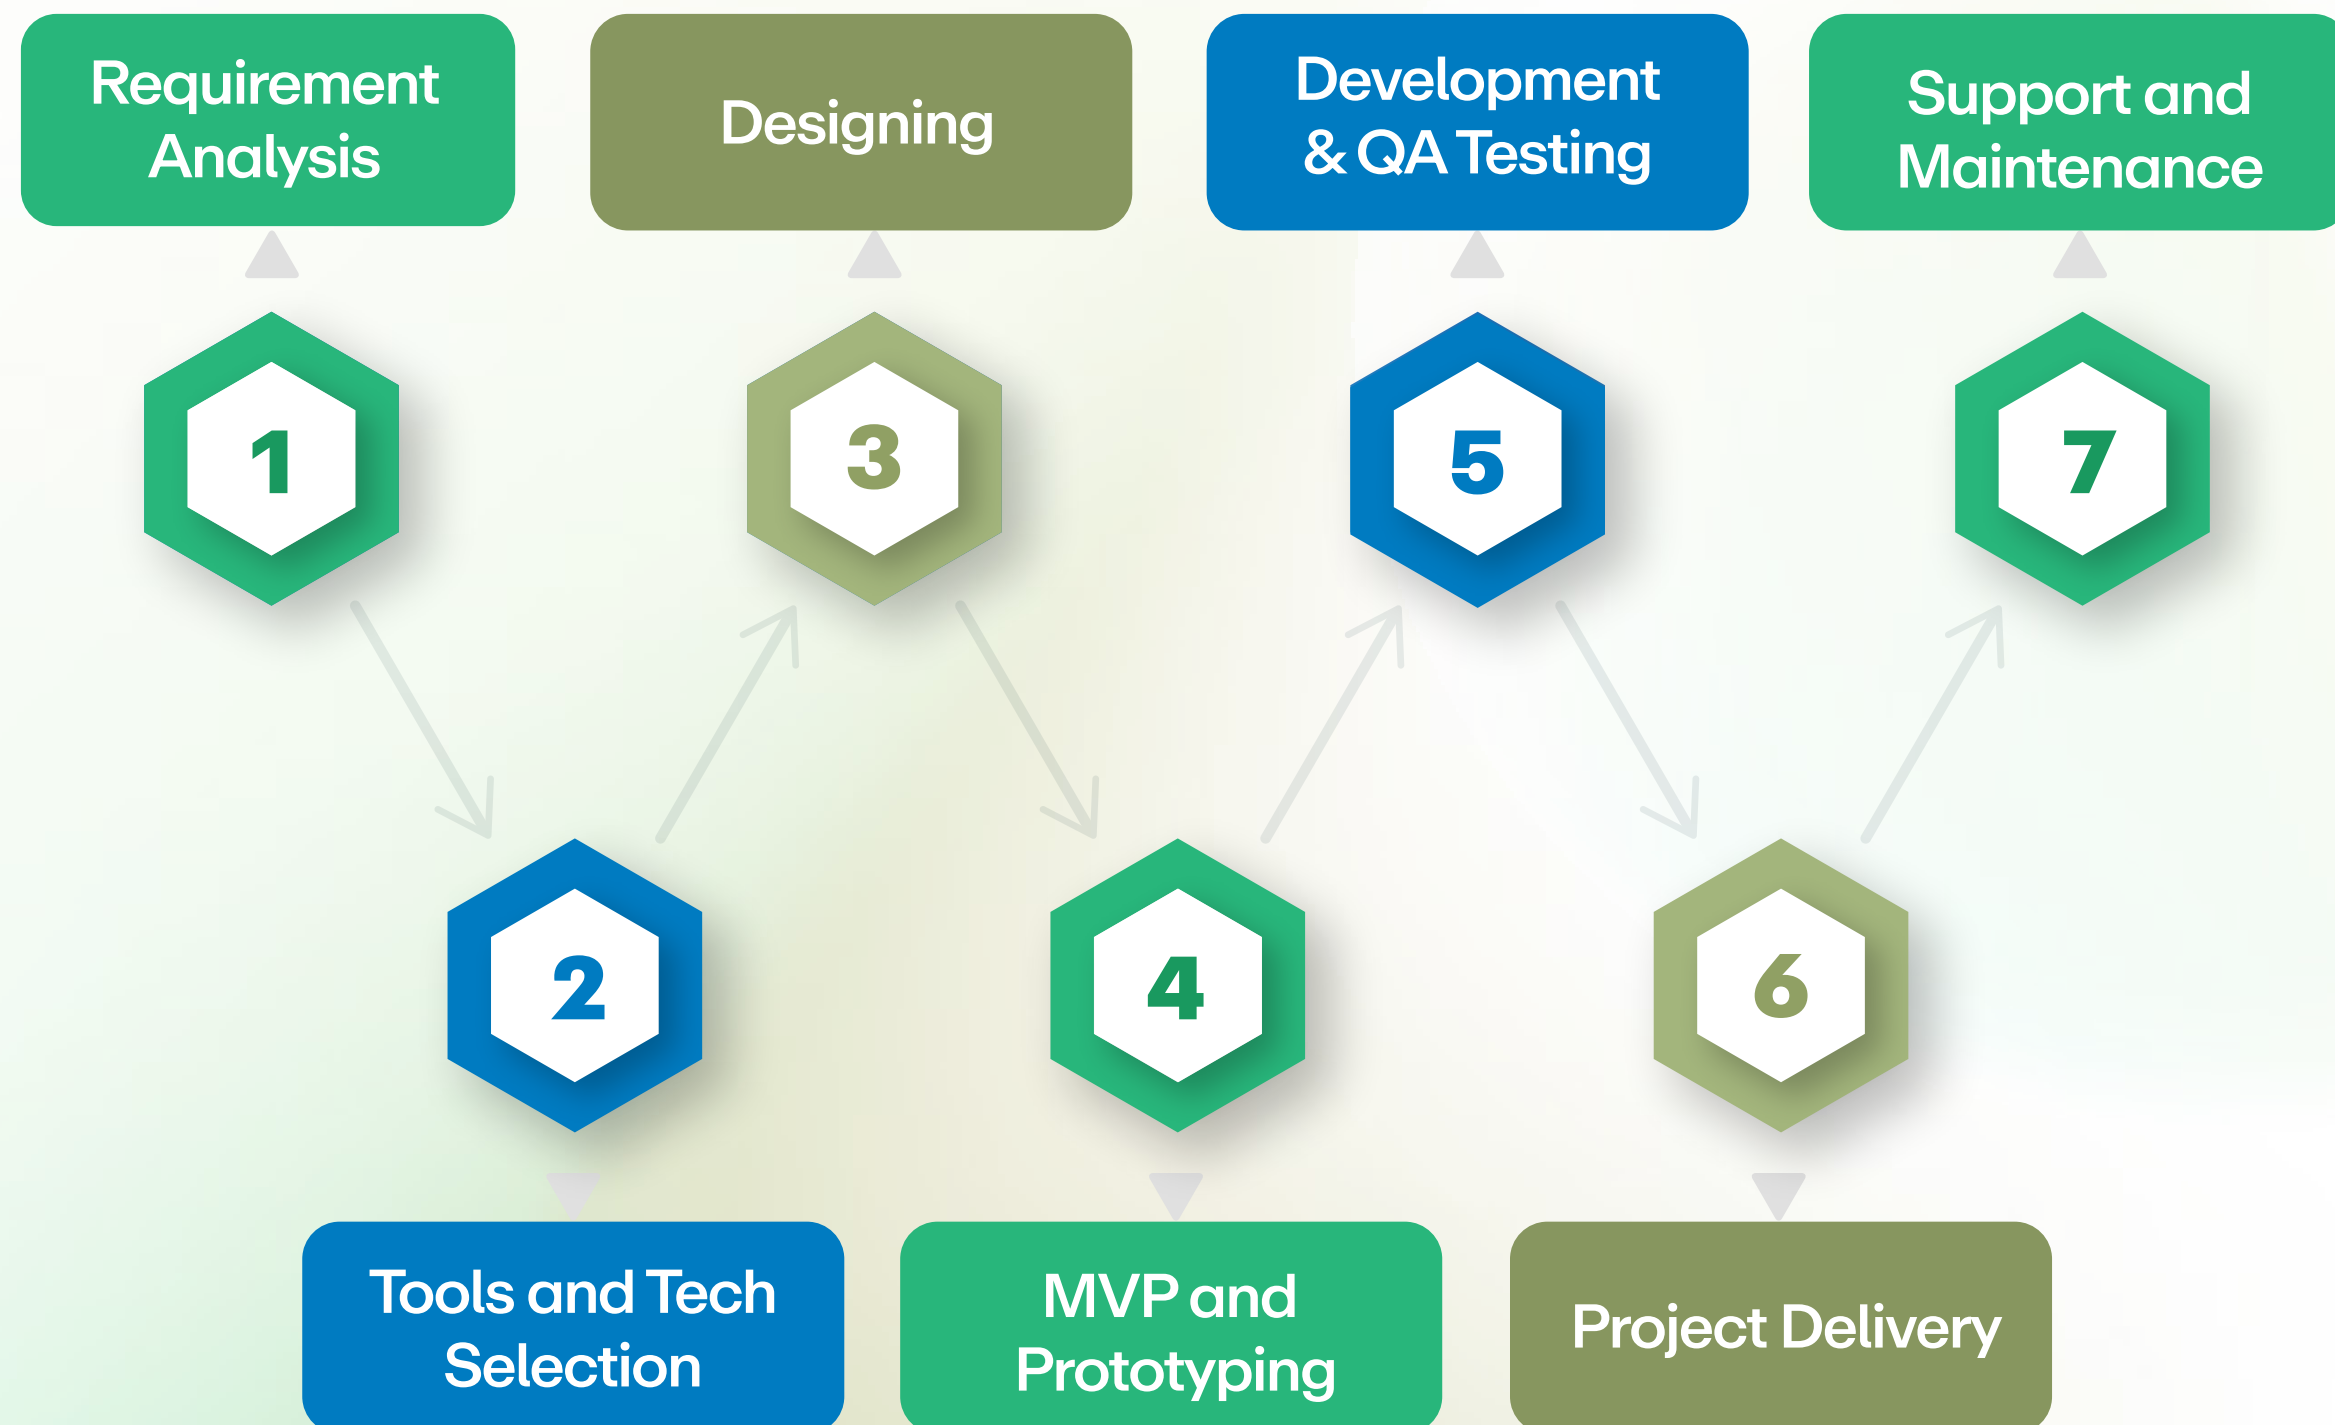 Requirement
Analysis
Designing
Development
& QA Testing
Support and
Maintenance
1
3
5
7
2
4
6
Tools and Tech
Selection
MVP and
Prototyping
Project Delivery